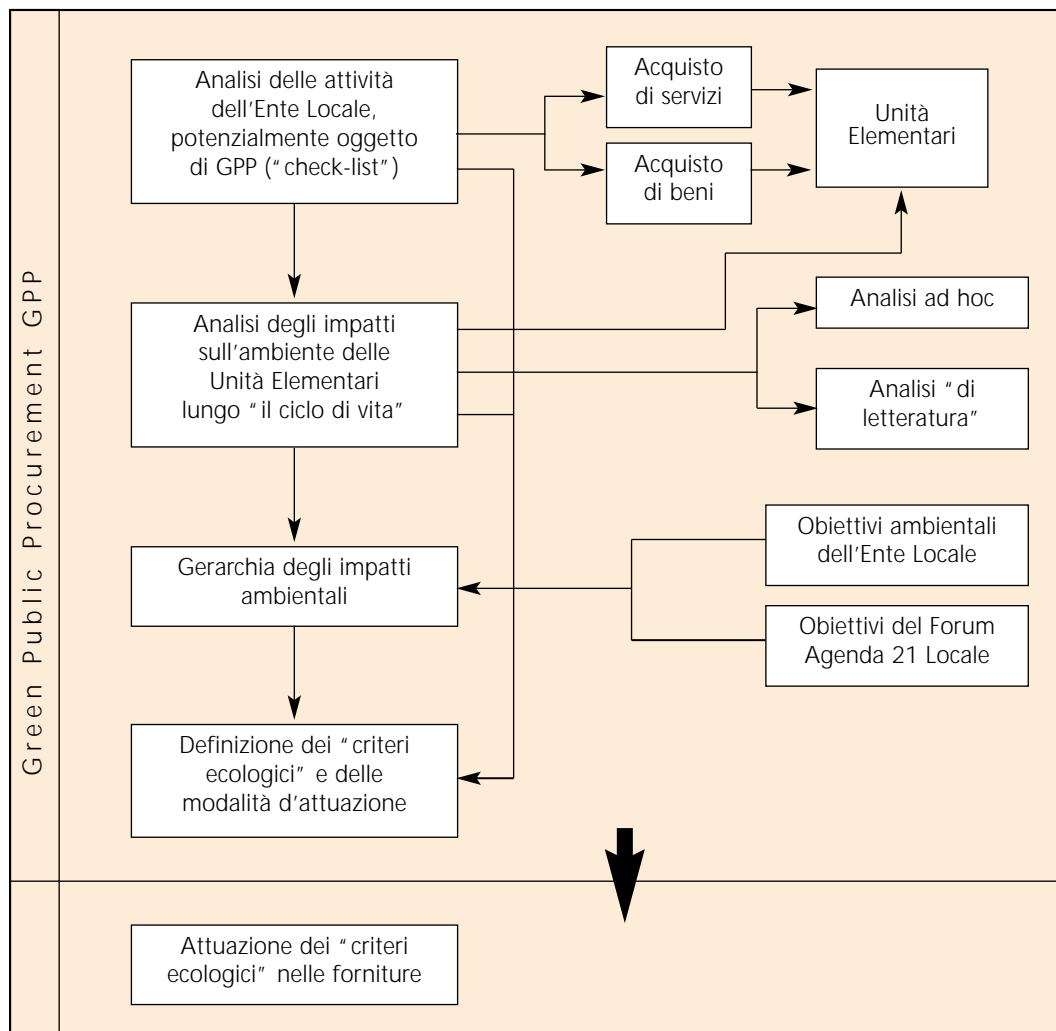 Green Public Procurement GPP
Analisi delle attività
dell'Ente Locale,
potenzialmente oggetto
di GPP (“check-list”)
Acquisto
di servizi
Acquisto
di beni
Unità
Elementari
Analisi degli impatti
sull'ambiente delle
Unità Elementari
lungo “il ciclo di vita”
Analisi ad hoc
Analisi “di
letteratura”
Gerarchia degli impatti
ambientali
Obiettivi ambientali
dell'Ente Locale
Obiettivi del Forum
Agenda 21 Locale
Definizione dei “criteri
ecologici” e delle
modalità d'attuazione
Attuazione dei “criteri
ecologici” nelle forniture